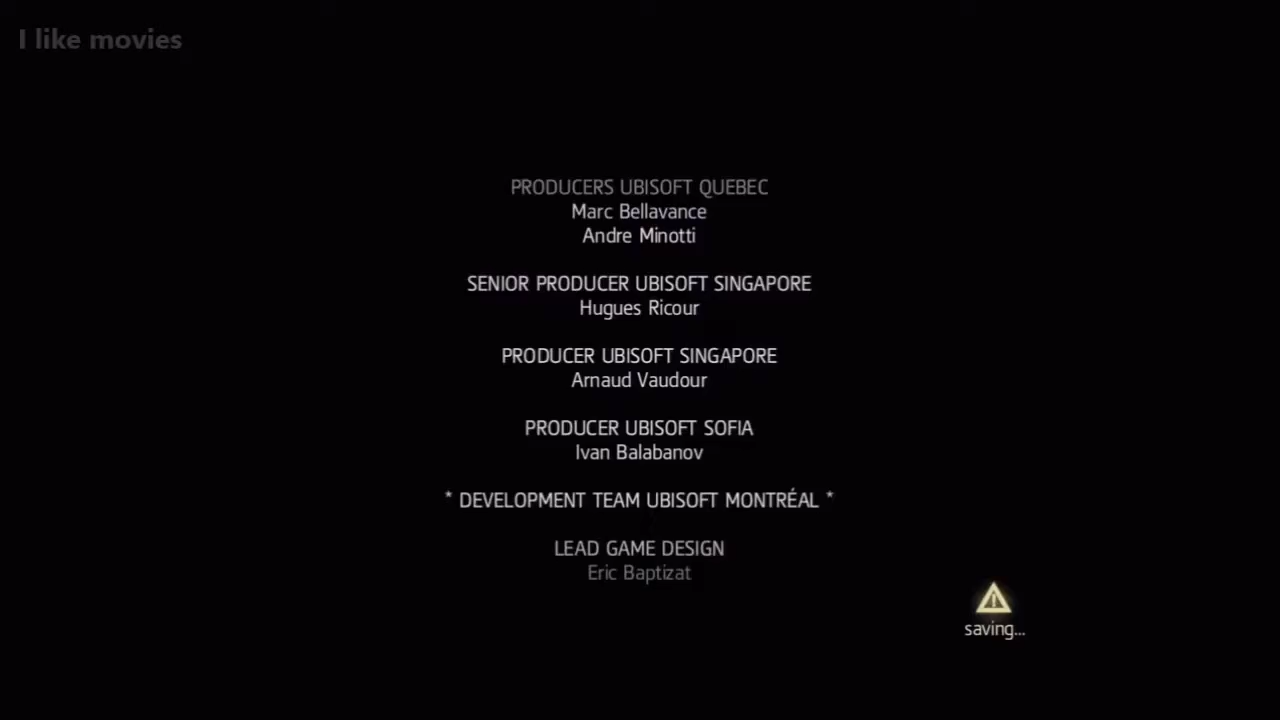 I like movies
PRODUCERS UBISOFT QUEBEC
Marc Bellavance
Andre Minotti
SENIOR PRODUCER UBISOFT SINGAPORE
Hugues Ricour
PRODUCER UBISOFT SINGAPORE
Arnaud Vaudour
PRODUCER UBISOFT SOFIA
Ivan Balabanov
* DEVELOPMENT TEAM UBISOFT MONTRÉAL *
LEAD GAME DESIGN
Eric Baptizat
saving...